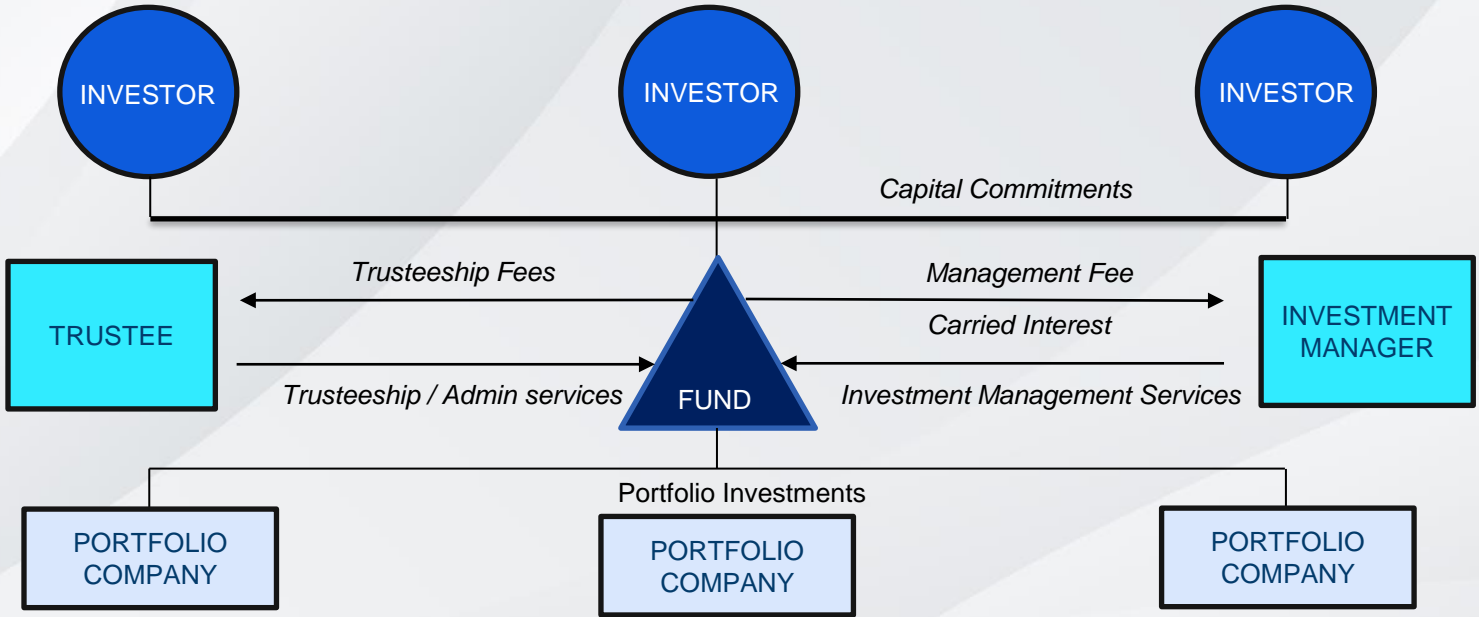 INVESTOR
INVESTOR
INVESTOR
Capital Commitments
Trusteeship Fees
Management Fee
TRUSTEE
Carried Interest
INVESTMENT
MANAGER
Trusteeship / Admin services
FUND
Investment Management Services
Portfolio Investments
PORTFOLIO
COMPANY
PORTFOLIO
COMPANY
PORTFOLIO
COMPANY